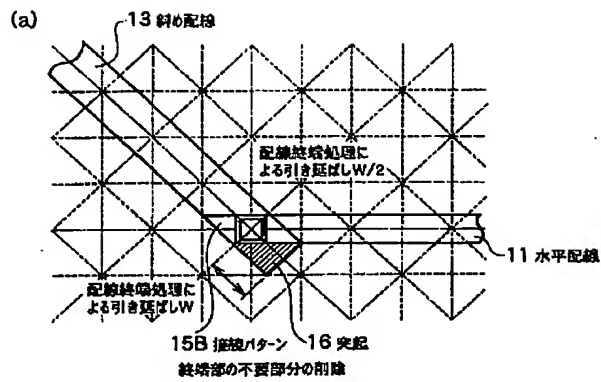 (a)
13 斜め配線
配線終端処理に
よる引き延ばしW/2
11 水平配線
配線終端処理に
よる引き延ばしW
15B 接続パターン
16 突起
終端部の不要部分の削除